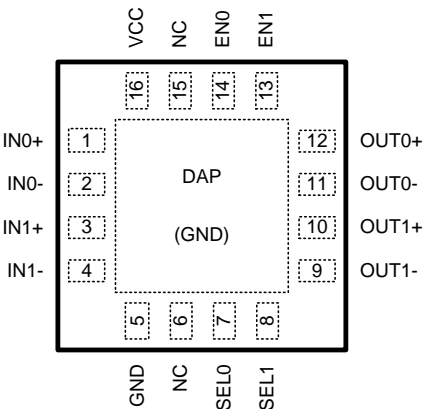 VCC
NC
EN0
EN1
16
15
14
13
IN0+
1
12
OUT0+
IN0-
2
DAP
11
OUT0-
IN1+
3
(GND)
10
OUT1+
IN1-
4
9
OUT1-
5
6
7
8
GND
NC
SEL0
SEL1